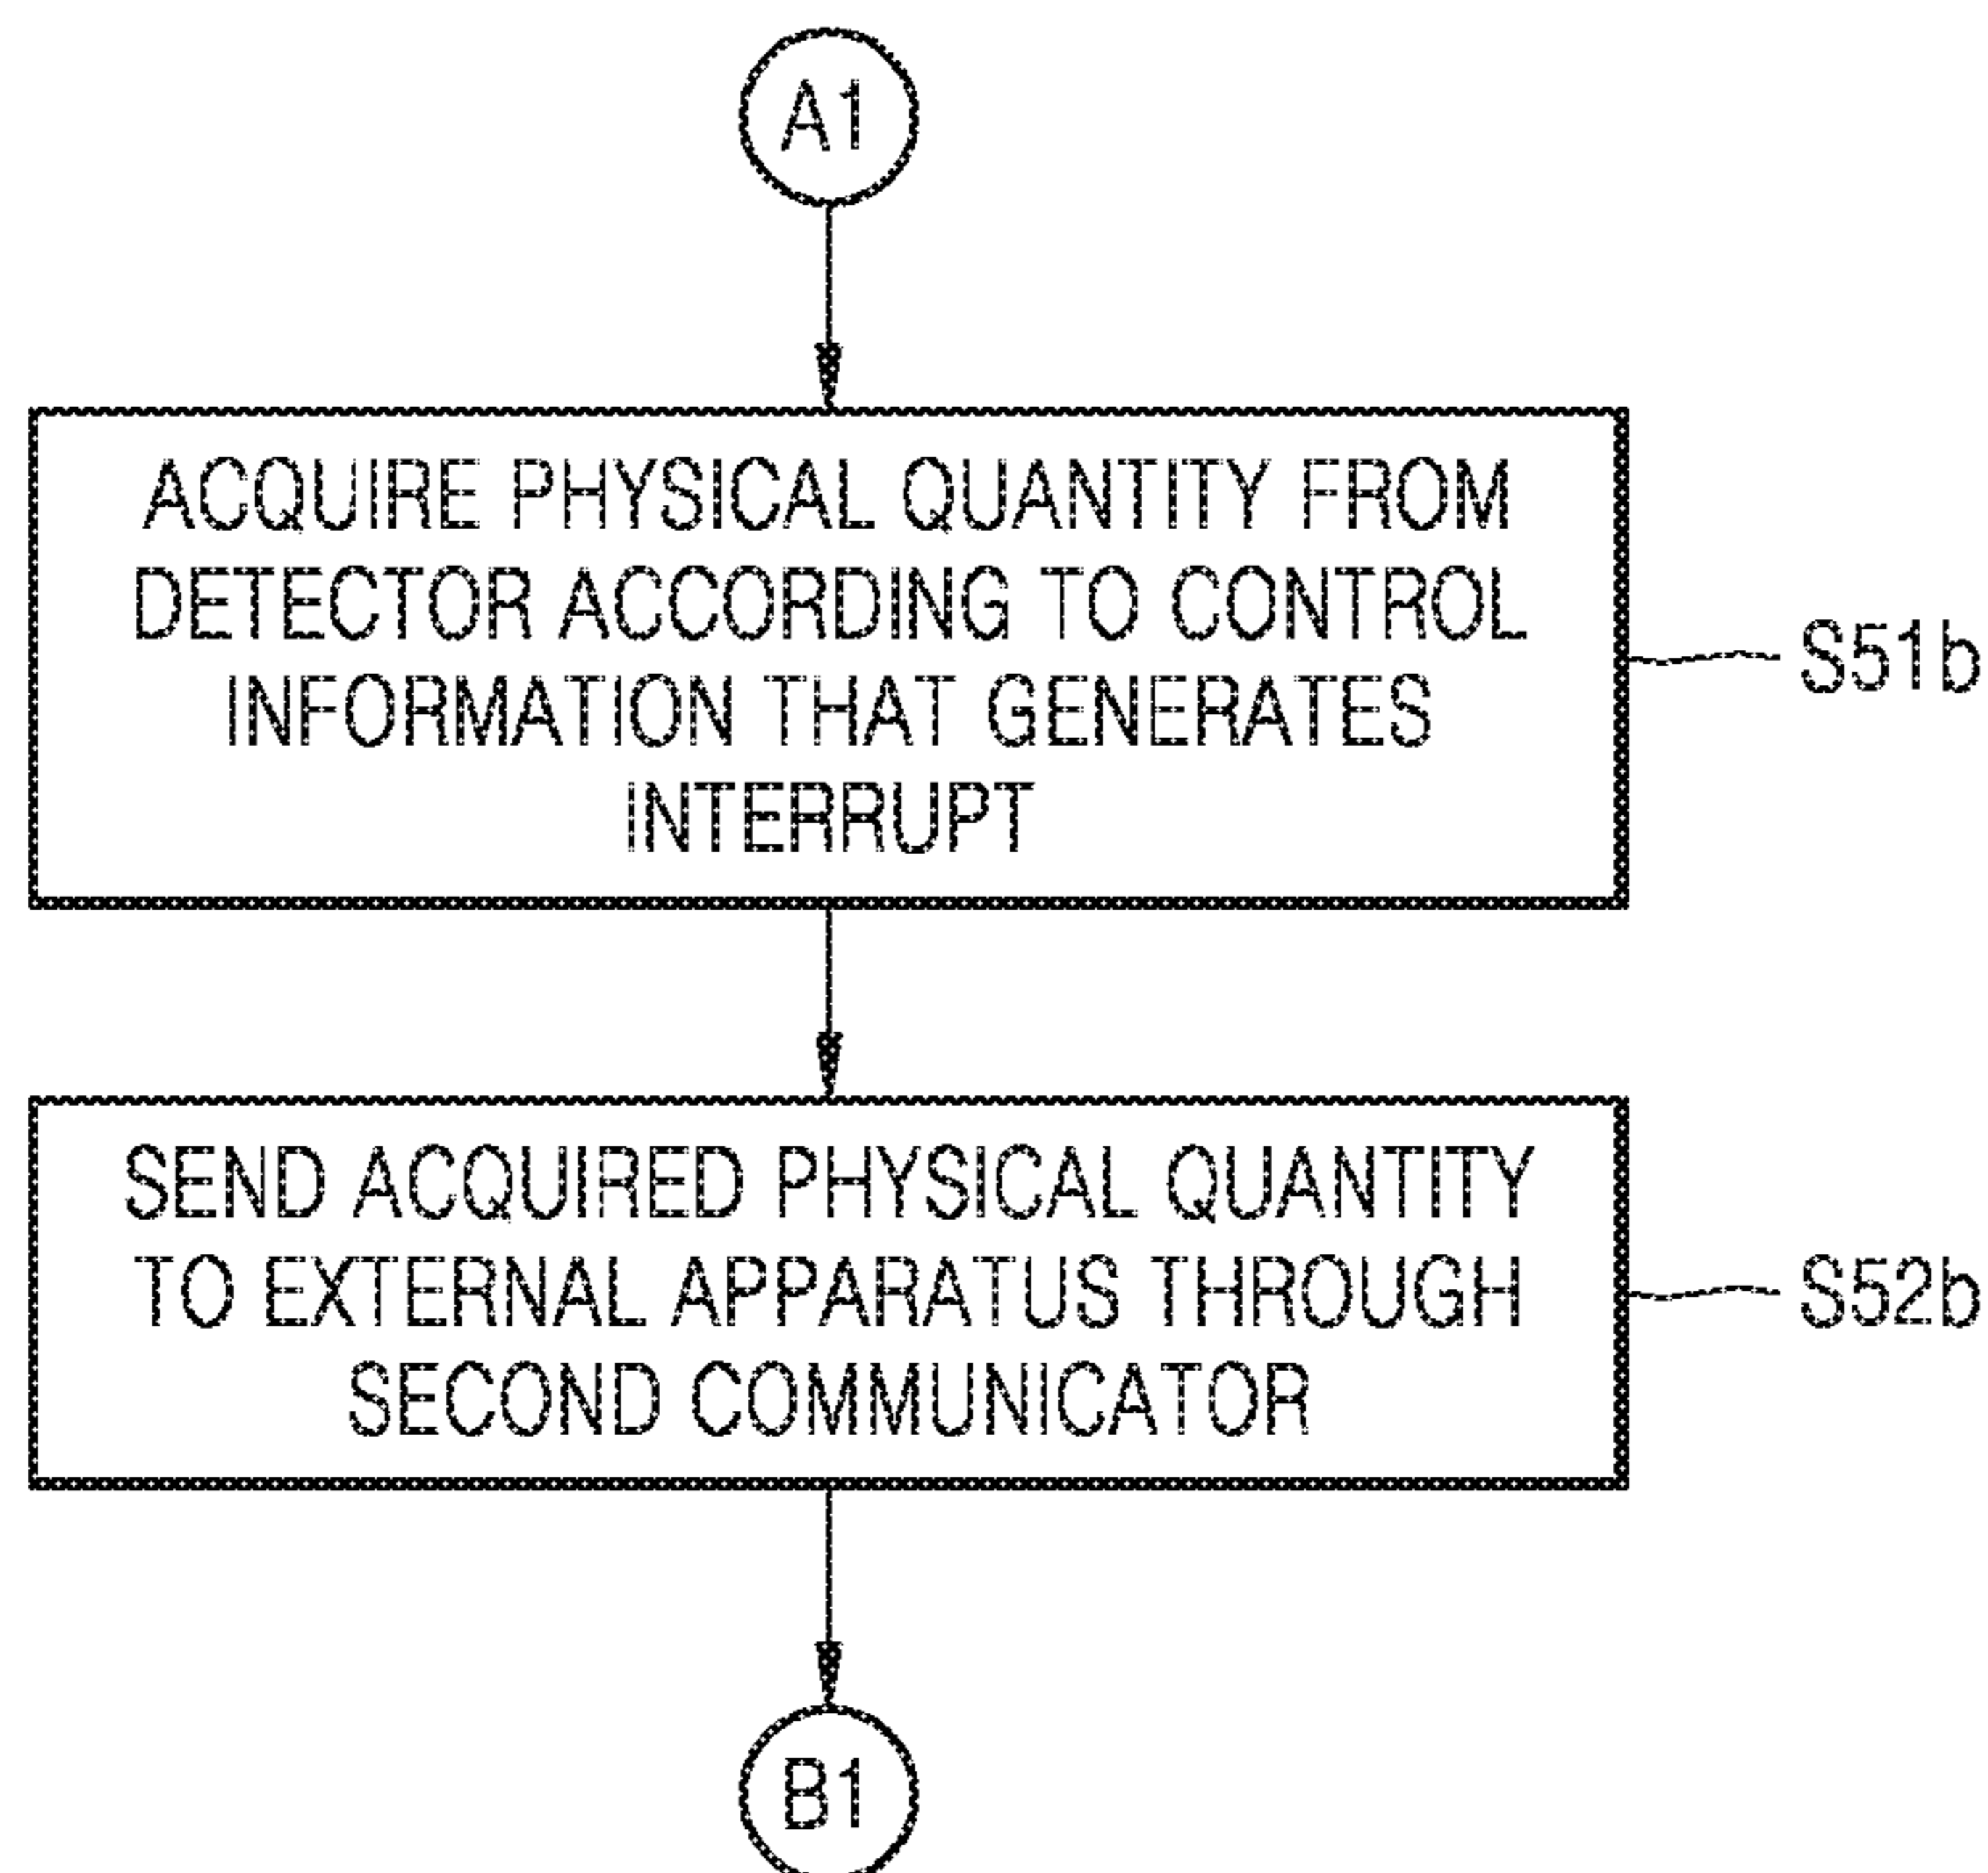 A1
ACQUIRE PHYSICAL QUANTITY FROM
DETECTOR ACCORDING TO CONTROL
INFORMATION THAT GENERATES
INTERRUPT
S51b
SEND ACQUIRED PHYSICAL QUANTITY
TO EXTERNAL APPARATUS THROUGH
SECOND COMMUNICATOR
S52b
B1